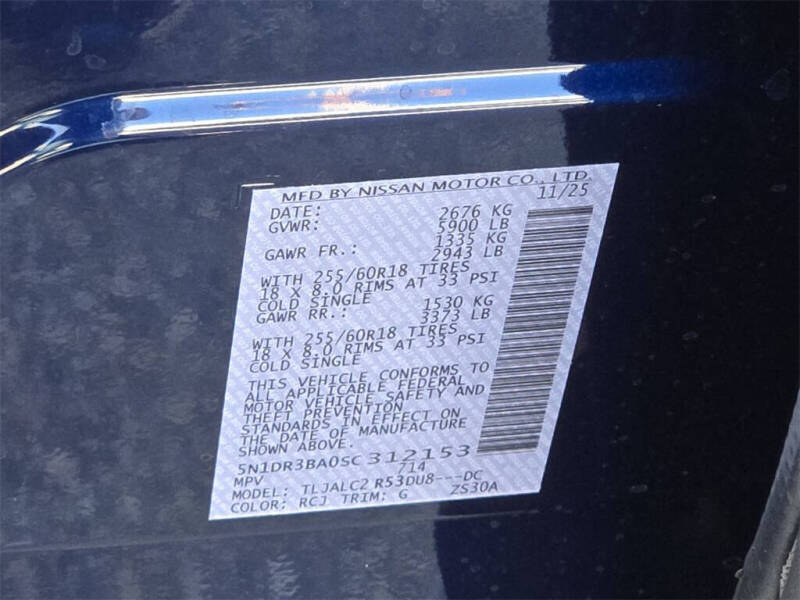 MFD BY NISSAN MOTOR CO., LTD.
DATE: 11/25
GVWR: 2676 KG
5900 LB
GAWR FR.: 1335 KG
2943 LB
WITH 255/60R18 TIRES
18 X 8.0 RIMS AT 33 PSI
COLD SINGLE
GAWR RR.: 1530 KG
3373 LB
WITH 255/60R18 TIRES
18 X 8.0 RIMS AT 33 PSI
COLD SINGLE
THIS VEHICLE CONFORMS TO
ALL APPLICABLE FEDERAL
MOTOR VEHICLE SAFETY AND
THEFT PREVENTION
STANDARDS IN EFFECT ON
THE DATE OF MANUFACTURE
SHOWN ABOVE.
5N1DR3BA0SC312153
MPV 714
MODEL: TLJALC2 R53DU8---DC
COLOR: RCJ TRIM: G ZS30A